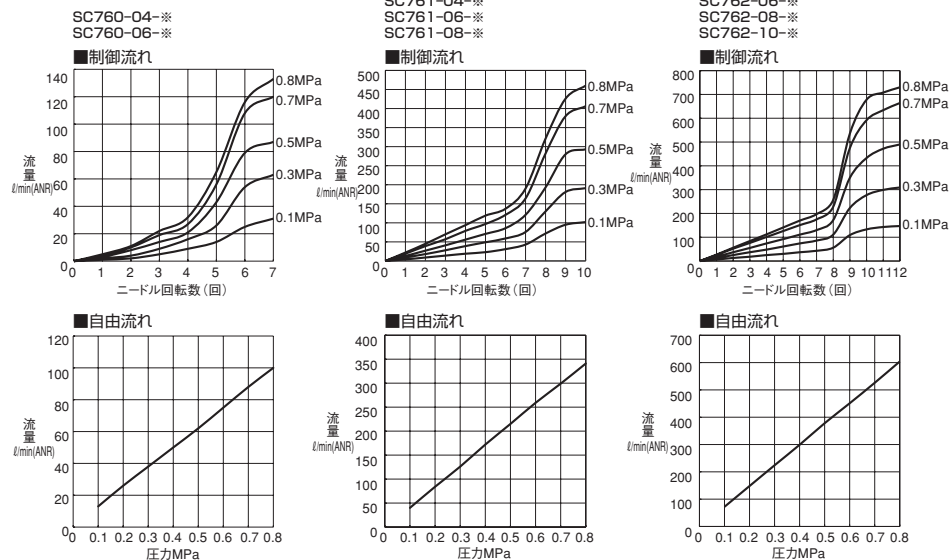 SC760-04-※
SC760-06-※
■制御流れ
140
120
100
80
60
40
20
0
流量
ℓ/min(ANR)
0.8MPa
0.7MPa
0.5MPa
0.3MPa
0.1MPa
0 1 2 3 4 5 6 7
ニードル回転数(回)
SC761-04-※
SC761-06-※
SC761-08-※
■制御流れ
500
450
400
350
300
250
200
150
100
50
0
流量
ℓ/min(ANR)
0.8MPa
0.7MPa
0.5MPa
0.3MPa
0.1MPa
0 1 2 3 4 5 6 7 8 9 10
ニードル回転数(回)
SC762-06-※
SC762-08-※
SC762-10-※
■制御流れ
800
700
600
500
400
300
200
100
0
流量
ℓ/min(ANR)
0.8MPa
0.7MPa
0.5MPa
0.3MPa
0.1MPa
0 1 2 3 4 5 6 7 8 9 10 11 12
ニードル回転数(回)
■自由流れ
120
100
80
60
40
20
0
流量
ℓ/min(ANR)
0 0.1 0.2 0.3 0.4 0.5 0.6 0.7 0.8
圧力MPa
■自由流れ
400
350
300
250
200
150
100
50
0
流量
ℓ/min(ANR)
0 0.1 0.2 0.3 0.4 0.5 0.6 0.7 0.8
圧力MPa
■自由流れ
700
600
500
400
300
200
100
0
流量
ℓ/min(ANR)
0 0.1 0.2 0.3 0.4 0.5 0.6 0.7 0.8
圧力MPa